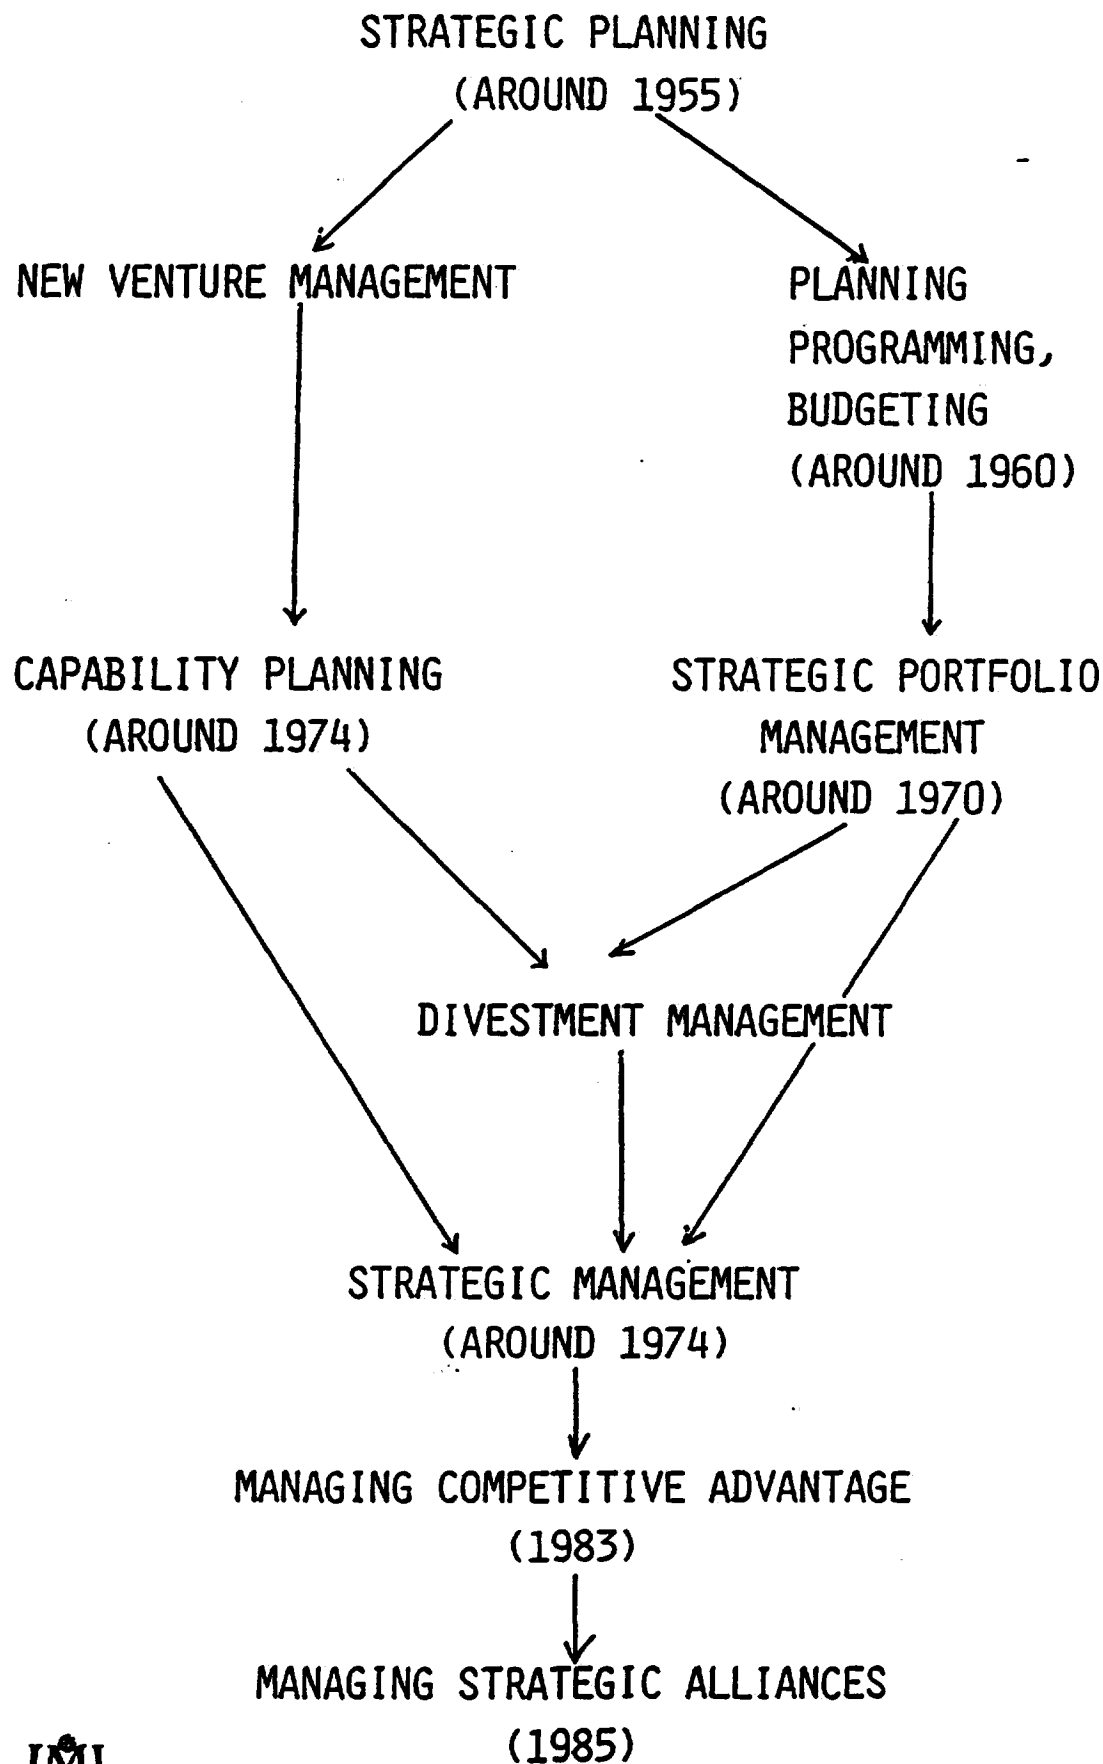 STRATEGIC PLANNING
(AROUND 1955)
NEW VENTURE MANAGEMENT
PLANNING
PROGRAMMING,
BUDGETING
(AROUND 1960)
CAPABILITY PLANNING
(AROUND 1974)
STRATEGIC PORTFOLIO
MANAGEMENT
(AROUND 1970)
DIVESTMENT MANAGEMENT
STRATEGIC MANAGEMENT
(AROUND 1974)
MANAGING COMPETITIVE ADVANTAGE
(1983)
MANAGING STRATEGIC ALLIANCES
(1985)